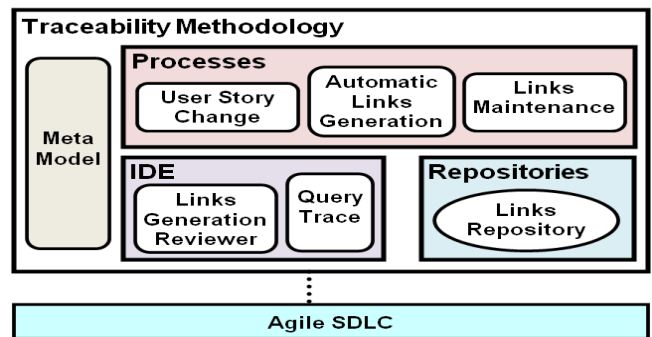 Traceability Methodology
Meta
Model
Processes
User Story
Change
Automatic
Links
Generation
Links
Maintenance
IDE
Links
Generation
Reviewer
Query
Trace
Repositories
Links
Repository
Agile SDLC